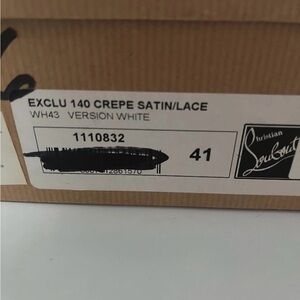 EXCLU 140 CREPE SATIN/LACE
WH43 VERSION WHITE
1110832
41
Christian
Louboutin